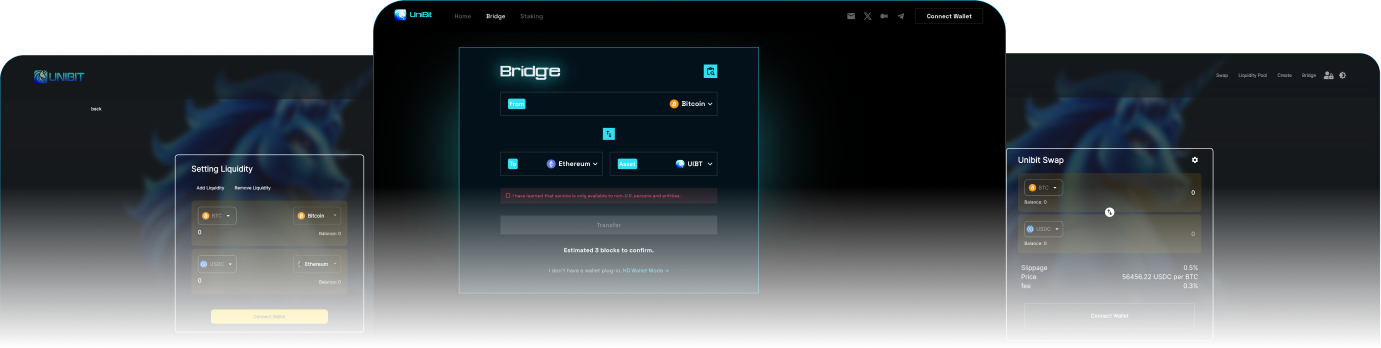 UNIBIT
back
Setting Liquidity
Add Liquidity Remove Liquidity
BTC Bitcoin
0 Balance: 0
USDC Ethereum
0 Balance: 0
Connect Wallet
UniBit Home Bridge Staking Connect Wallet
Bridge
From Bitcoin
To Ethereum Asset UIBT
I have learned that service is only available to non-U.S. persons and entities.
Transfer
Estimated 3 blocks to confirm.
I don't have a wallet plug-in, HD Wallet Mode →
Swap Liquidity Pool Create Bridge
Unibit Swap
BTC 0
Balance: 0
USDC 0
Balance: 0
Slippage 0.5%
Price 56456.22 USDC per BTC
fee 0.3%
Connect Wallet